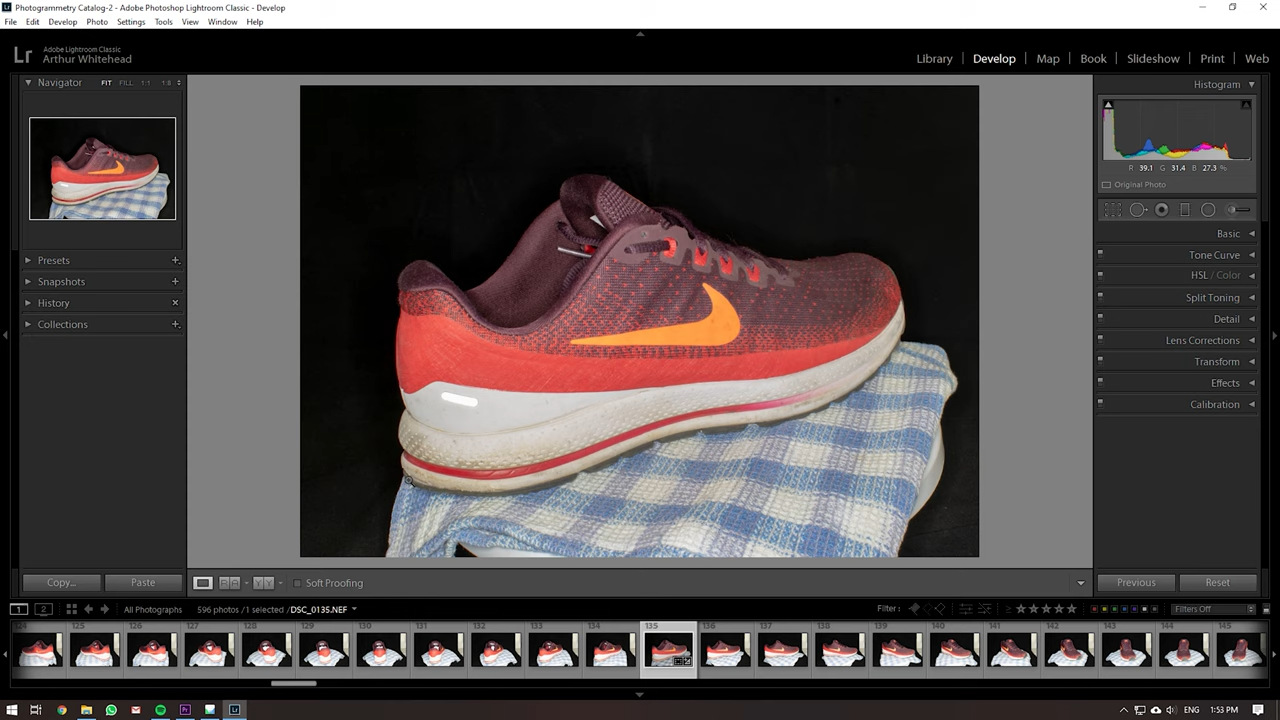 Photogrammetry Catalog-2 - Adobe Photoshop Lightroom Classic - Develop
File Edit Develop Photo Settings Tools View Window Help
Lr Adobe Lightroom Classic
Arthur Whitehead
Library | Develop | Map | Book | Slideshow | Print | Web
Navigator FIT FILL 1:1 1:8
Histogram
R 39.1 G 31.4 B 27.3 %
Original Photo
Basic
Presets
Tone Curve
Snapshots
HSL / Color
History
Split Toning
Collections
Detail
Lens Corrections
Transform
Effects
Calibration
Copy... Paste
Soft Proofing
Previous Reset
1 2 All Photographs 596 photos / 1 selected / DSC_0135.NEF
Filter : Filters Off
124 125 126 127 128 129 130 131 132 133 134 135 136 137 138 139 140 141 142 143 144 145
ENG 1:53 PM